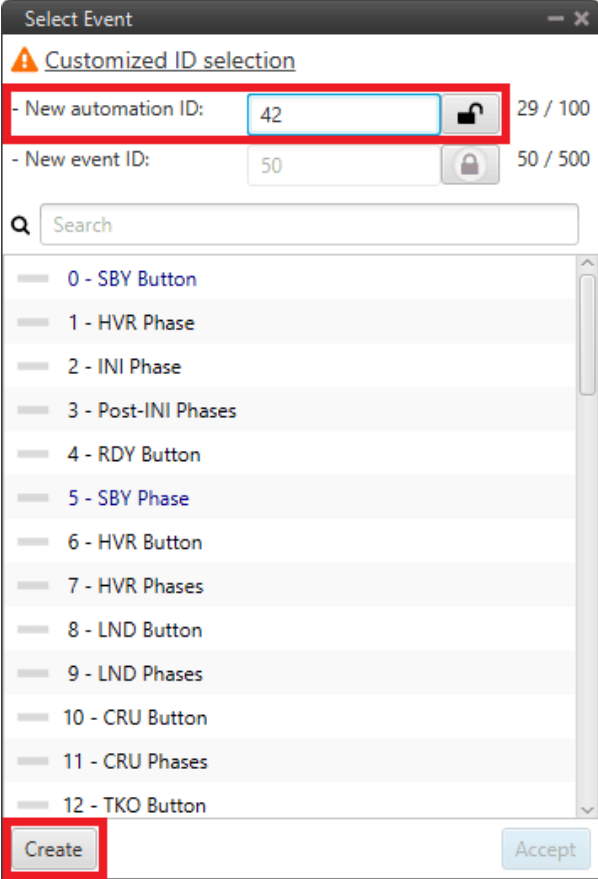 Select Event
Customized ID selection
- New automation ID: 42 29 / 100
- New event ID: 50 50 / 500
Search
0 - SBY Button
1 - HVR Phase
2 - INI Phase
3 - Post-INI Phases
4 - RDY Button
5 - SBY Phase
6 - HVR Button
7 - HVR Phases
8 - LND Button
9 - LND Phases
10 - CRU Button
11 - CRU Phases
12 - TKO Button
Create Accept